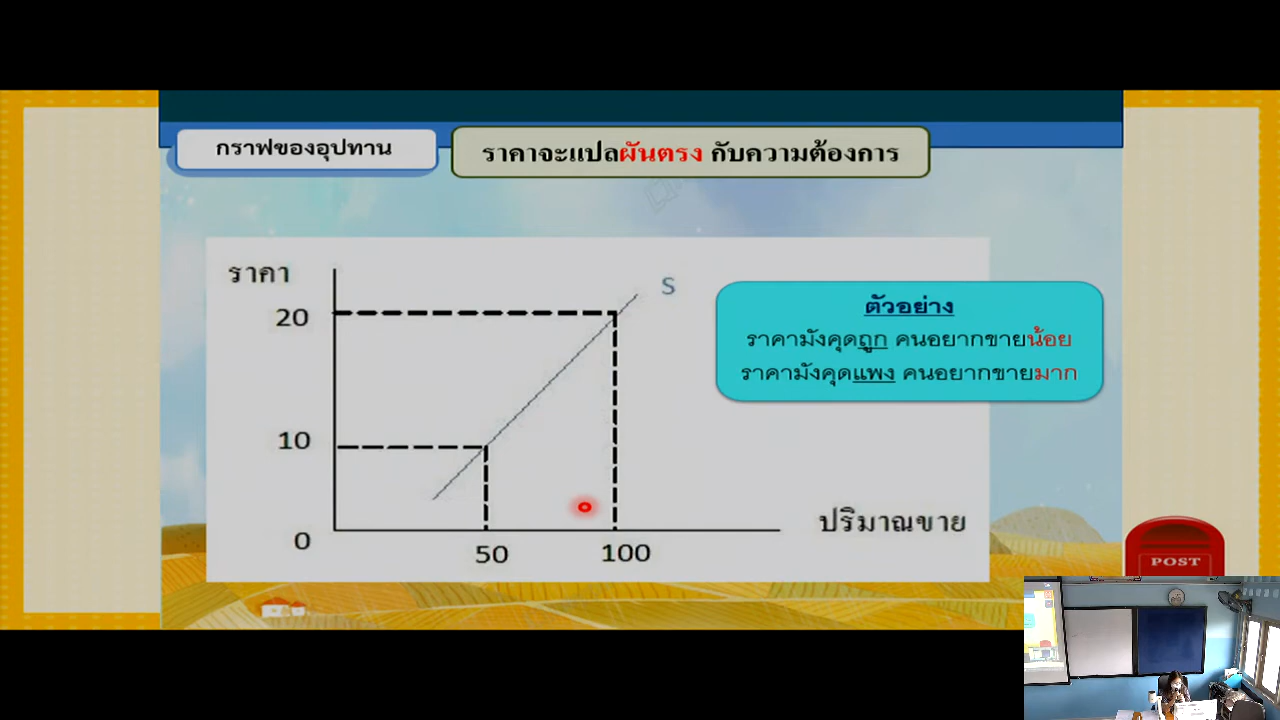 กราฟของอุปทาน
ราคาจะแปลผันตรง กับความต้องการ
ราคา
S
20
10
0
50
100
ปริมาณขาย
ตัวอย่าง
ราคามังคุดถูก คนอยากขายน้อย
ราคามังคุดแพง คนอยากขายมาก
POST